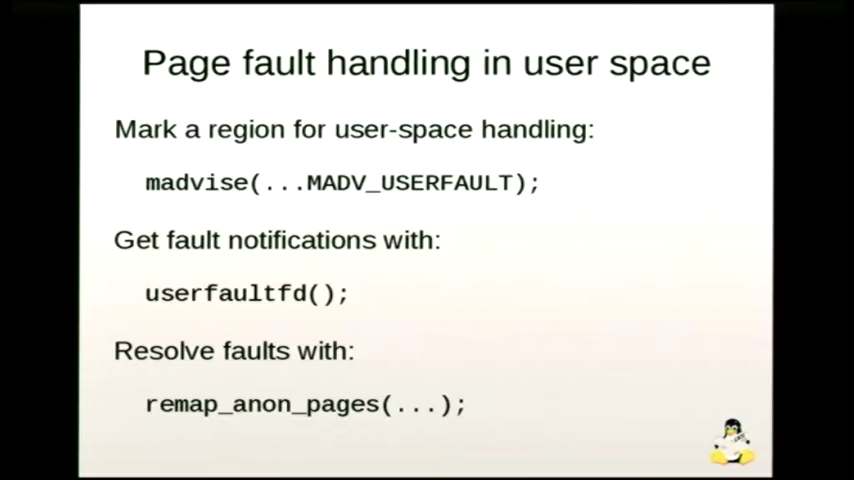 Page fault handling in user space
Mark a region for user-space handling:
madvise(...MADV_USERFAULT);
Get fault notifications with:
userfaultfd();
Resolve faults with:
remap_anon_pages(...);